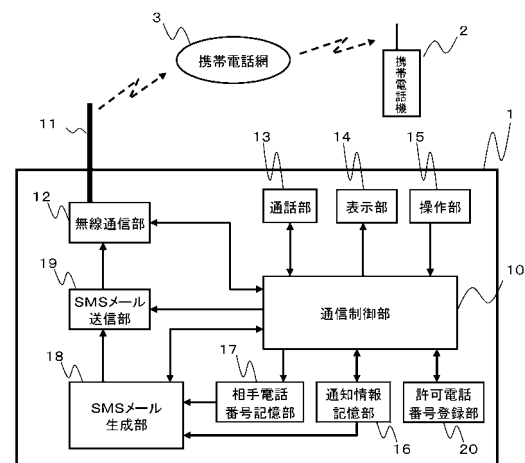 3
携帯電話網
2
携帯電話機
11
1
13
14
15
12
無線通信部
通話部
表示部
操作部
19
10
SMSメール
送信部
通信制御部
18
17
SMSメール
生成部
相手電話
番号記憶部
通知情報
記憶部
許可電話
番号登録部
16
20